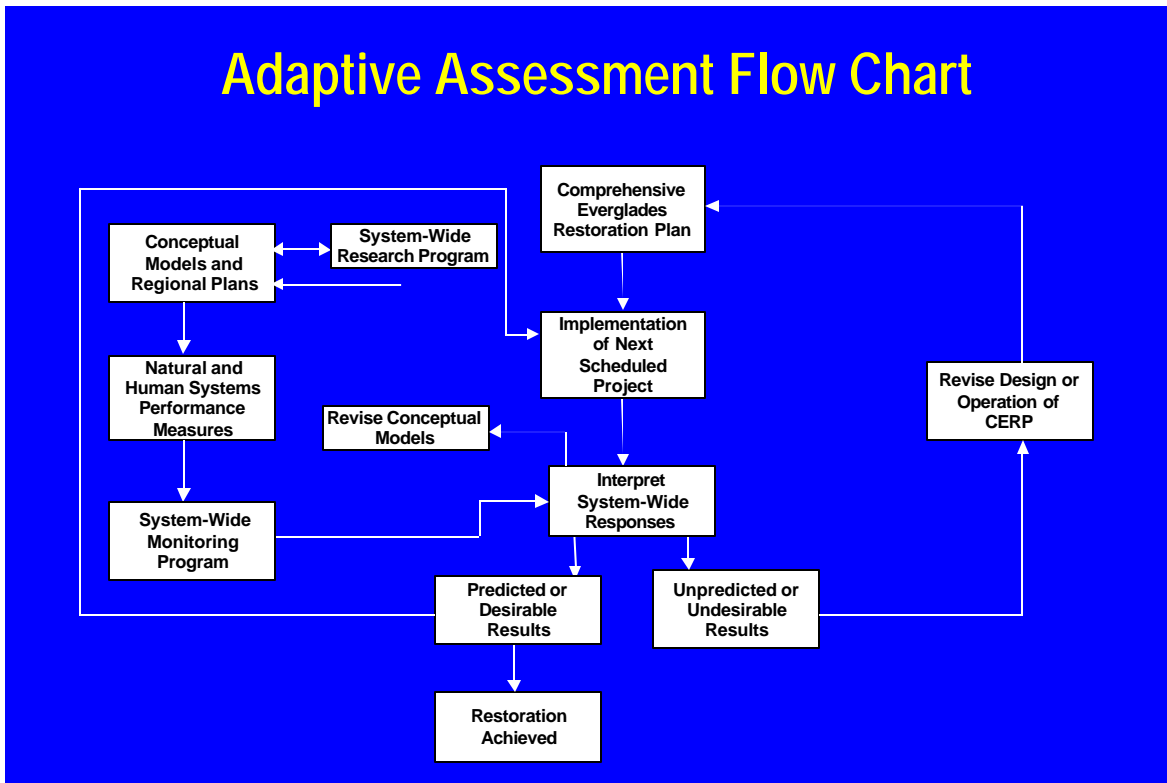 Adaptive Assessment Flow Chart
Comprehensive
Everglades
Restoration Plan
Conceptual
Models and
Regional Plans
System-Wide
Research Program
Implementation
of Next
Scheduled
Project
Natural and
Human Systems
Performance
Measures
Revise Design or
Operation of
CERP
Revise Conceptual
Models
Interpret
System-Wide
Responses
System-Wide
Monitoring
Program
Predicted or
Desirable
Results
Unpredicted or
Undesirable
Results
Restoration
Achieved